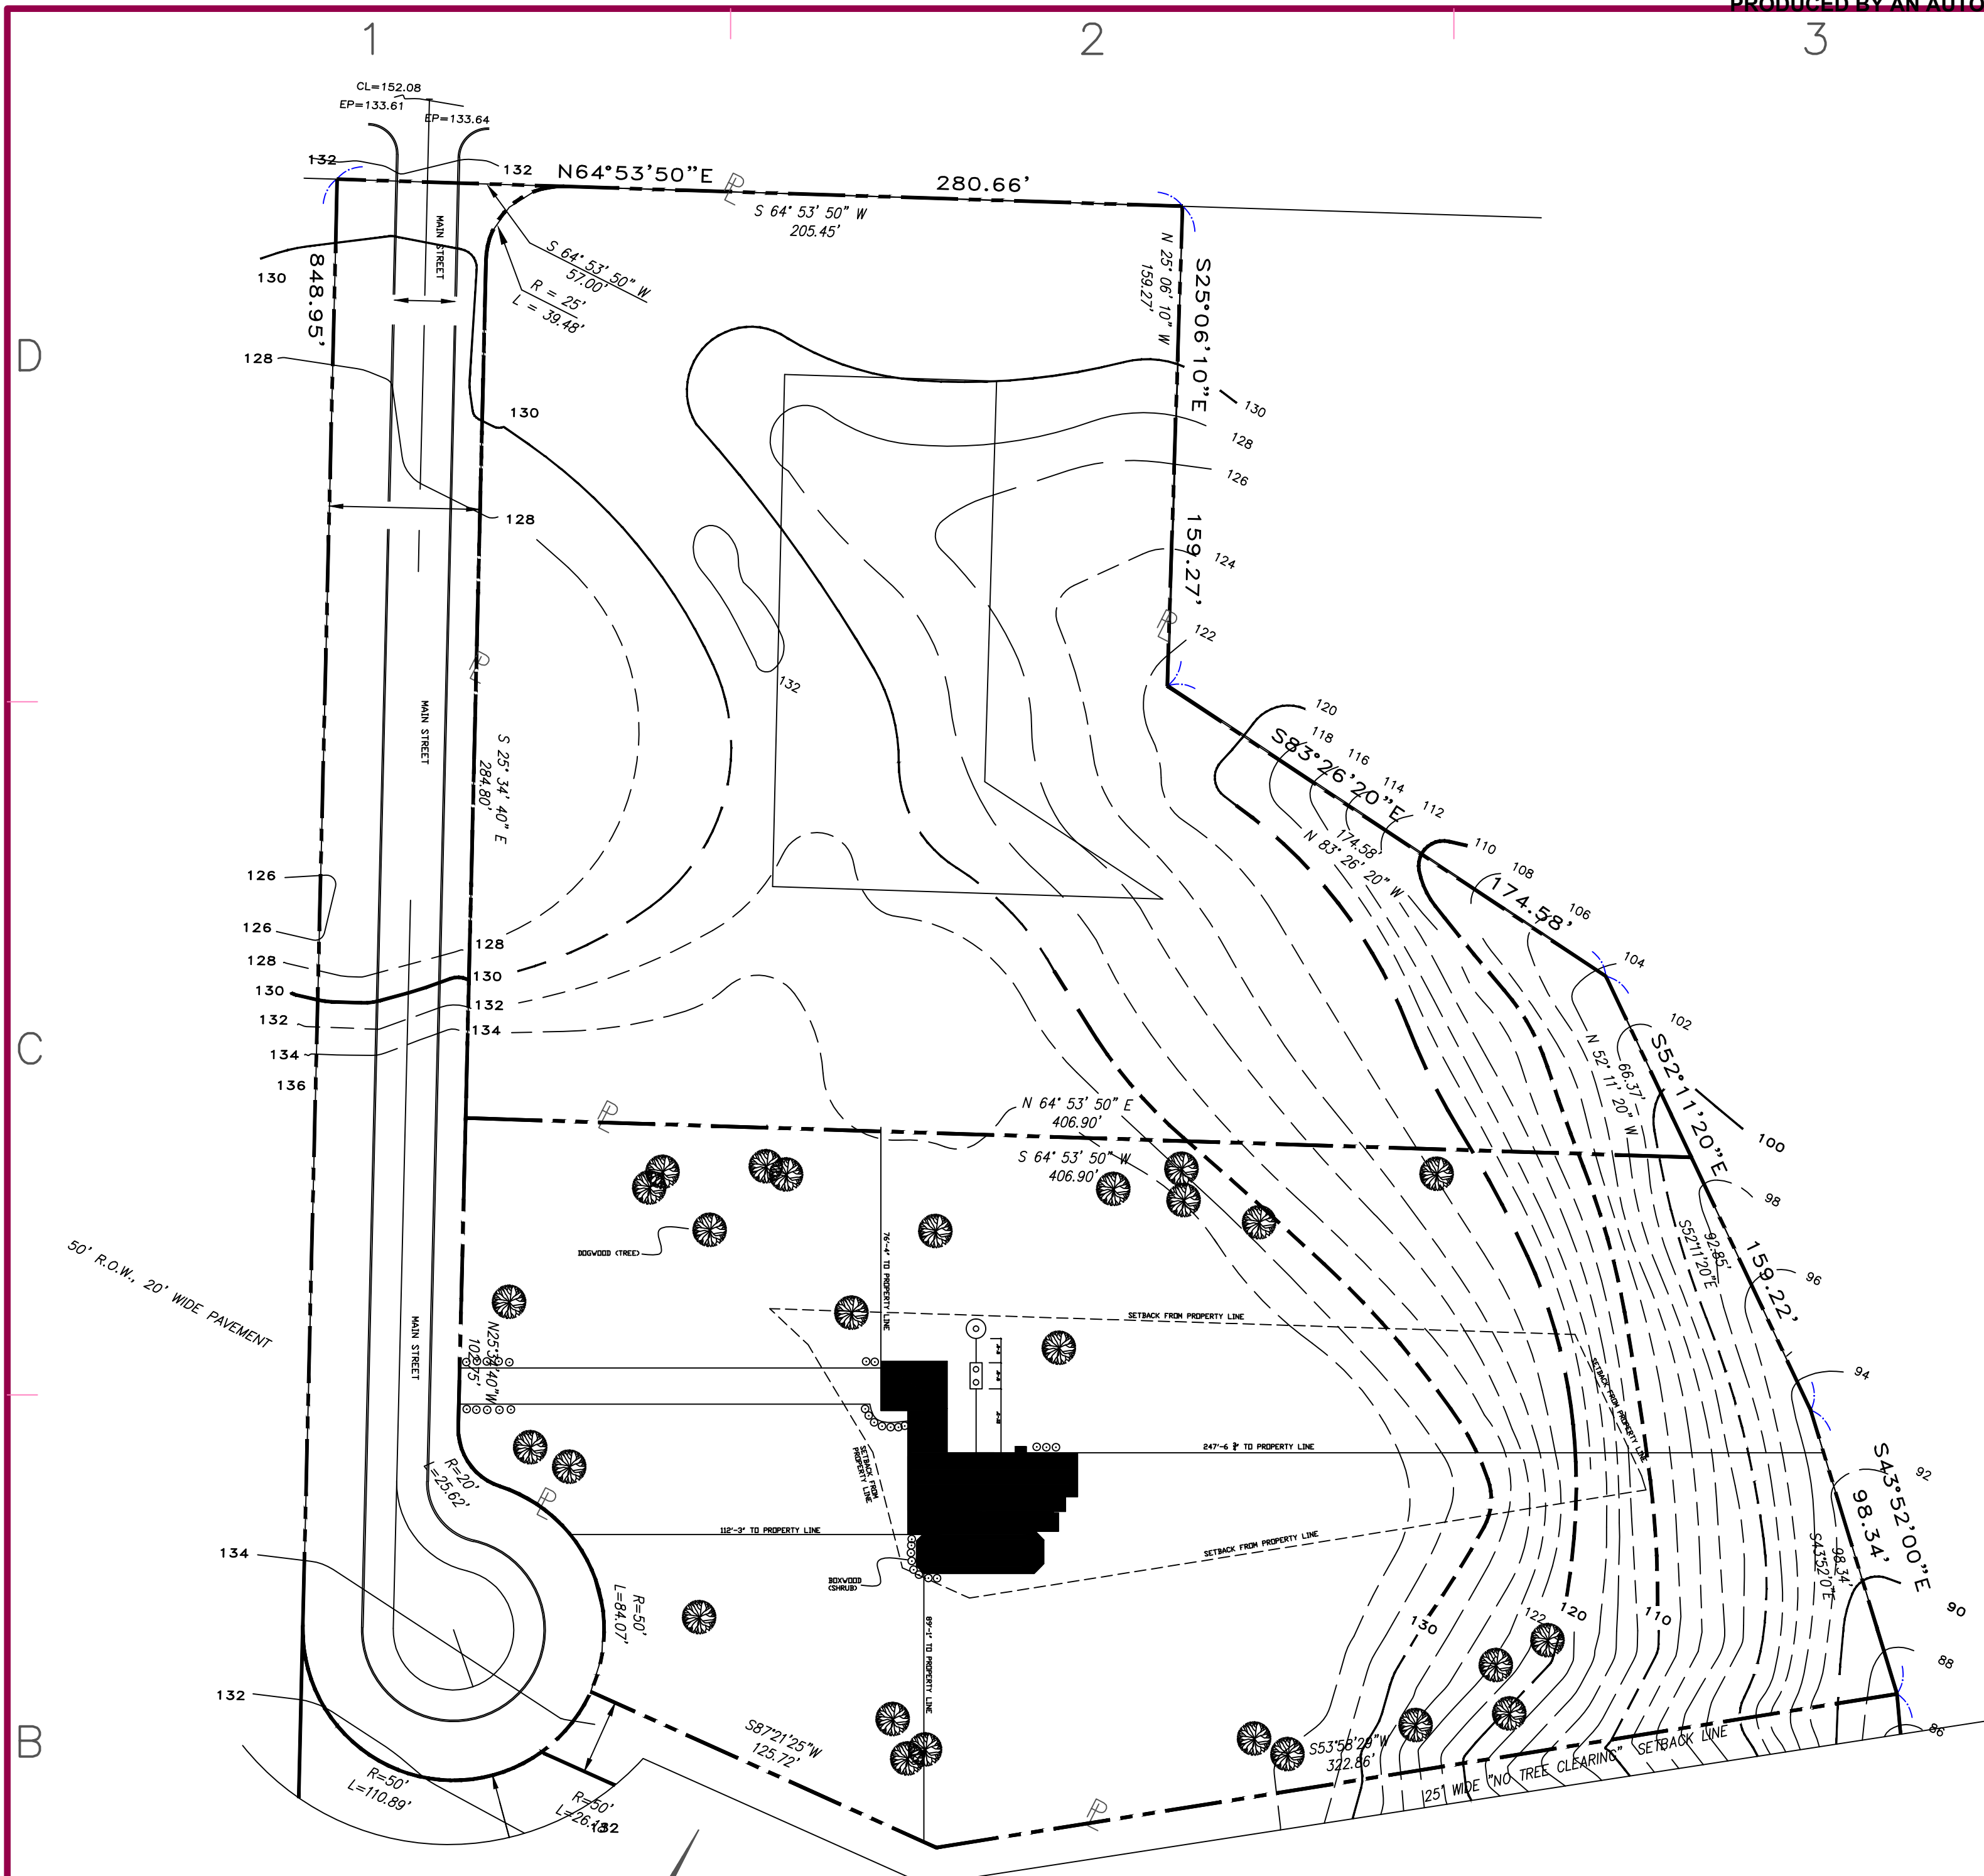 PRODUCED BY AN AUTO
1
2
3
D
C
B
CL=152.08
EP=133.61
EP=133.64
132
132
N64°53'50"E
280.66'
S 64° 53' 50" W
205.45'
MAIN STREET
S 64° 53' 50" W
57.00'
R = 25'
L = 39.48'
848.95'
130
128
130
128
N 25° 06' 10" W
159.27'
S25°06'10"E
159.27'
130
128
126
124
122
132
120
118
116
114
112
110
108
106
104
102
100
98
96
94
92
90
88
86
S83°26'20"E
174.58'
174.58'
N 83° 26' 20" W
MAIN STREET
S 25° 34' 40" E
284.80'
126
126
128
130
132
134
136
128
130
132
134
N 52° 11' 20" W
66.37'
S52°11'20"E
159.22'
N 64° 53' 50" E
406.90'
S 64° 53' 50" W
406.90'
S52°11'20"E
92.85'
DOGWOOD (TREE)
76'-4" TO PROPERTY LINE
50' R.O.W., 20' WIDE PAVEMENT
MAIN STREET
N25°34'40"W
102.75'
SETBACK FROM PROPERTY LINE
SETBACK FROM PROPERTY LINE
SETBACK FROM
PROPERTY LINE
247'-6 TO PROPERTY LINE
S43°52'00"E
98.34'
S43°52'0"E
98.34'
R=20'
L=25.62'
112'-3" TO PROPERTY LINE
SETBACK FROM PROPERTY LINE
BOXWOOD
(SHRUB)
R=50'
L=84.07'
134
132
89'-1" TO PROPERTY LINE
130
122
120
110
S87°21'25"W
125.72'
S53°58'29"W
322.86'
25' WIDE "NO TREE CLEARING" SETBACK LINE
R=50'
L=110.89'
R=50'
132